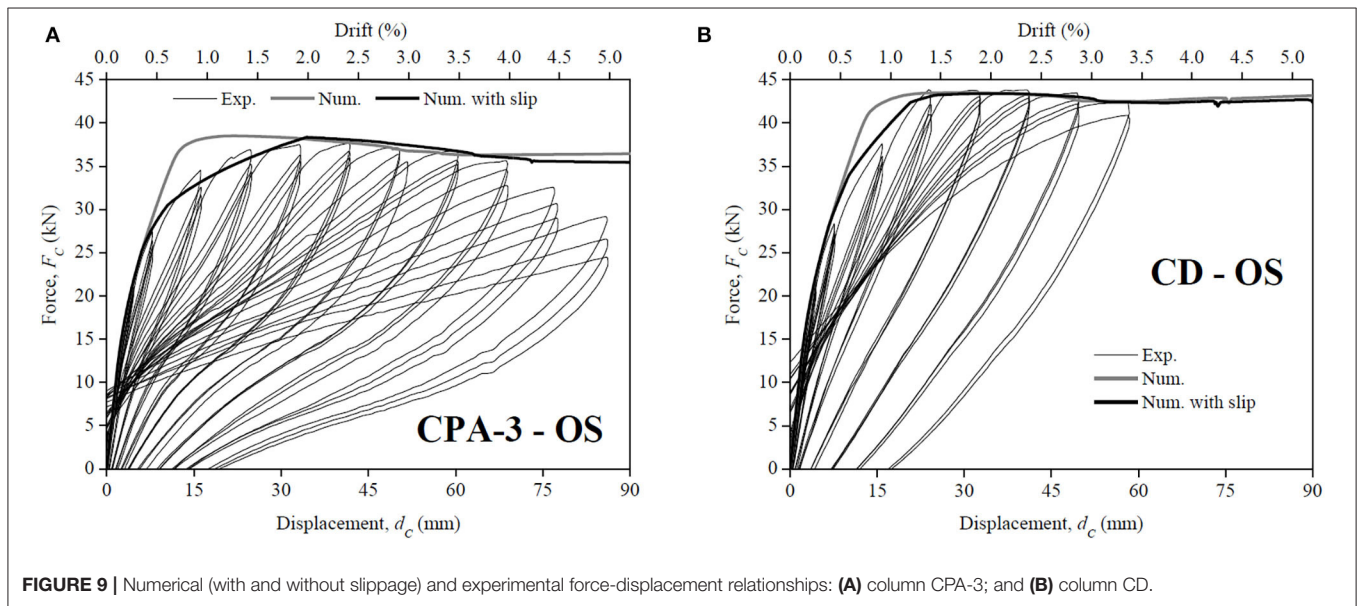 A
Drift (%)
0.0 0.5 1.0 1.5 2.0 2.5 3.0 3.5 4.0 4.5 5.0
45
40
35
30
25
20
15
10
5
0
Force, F_C (kN)
Exp. Num. Num. with slip
CPA-3 - OS
0 15 30 45 60 75 90
Displacement, d_C (mm)
B
Drift (%)
0.0 0.5 1.0 1.5 2.0 2.5 3.0 3.5 4.0 4.5 5.0
45
40
35
30
25
20
15
10
5
0
Force, F_C (kN)
CD - OS
Exp.
Num.
Num. with slip
0 15 30 45 60 75 90
Displacement, d_C (mm)
FIGURE 9 | Numerical (with and without slippage) and experimental force-displacement relationships: (A) column CPA-3; and (B) column CD.